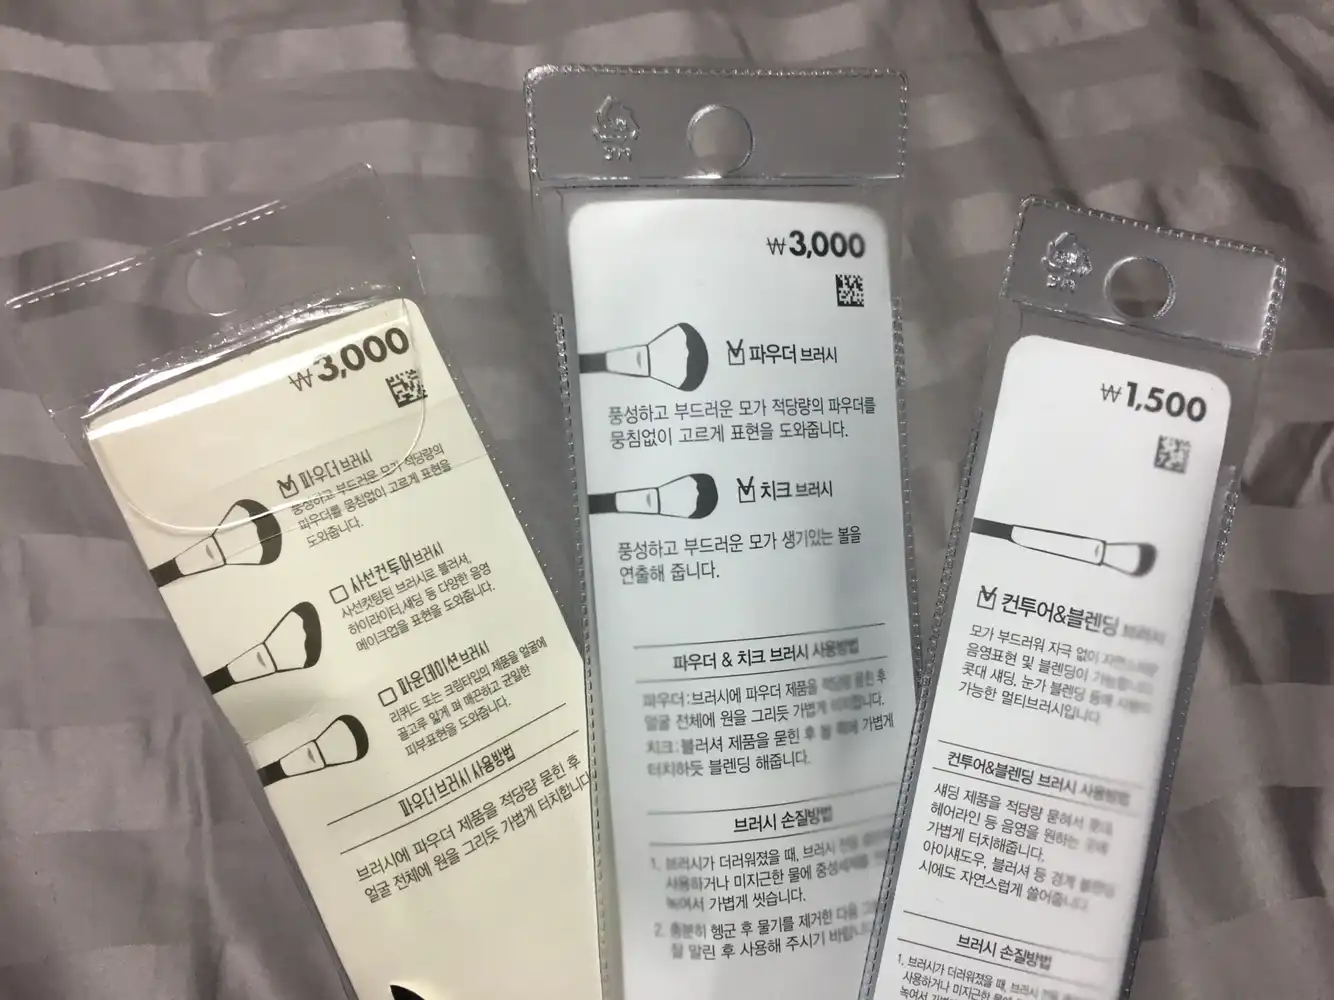 ₩3,000
파우더 브러시
풍성하고 부드러운 모가 적당량의
파우더를 뭉침없이 고르게 표현을
도와줍니다.
사선컨투어브러시
사선컷팅된 브러시로 블러셔,
하이라이터,섀딩 등 다양한 음영
메이크업을 표현을 도와줍니다.
파운데이션브러시
리퀴드 또는 크림타입의 제품을 얼굴에
골고루 얇게 펴 매끈하고 균일한
피부표현을 도와줍니다.
파우더브러시 사용방법
브러시에 파우더 제품을 적당량 묻힌 후
얼굴 전체에 원을 그리듯 가볍게 터치합니다
₩3,000
파우더 브러시
풍성하고 부드러운 모가 적당량의 파우더를
뭉침없이 고르게 표현을 도와줍니다.
치크 브러시
풍성하고 부드러운 모가 생기있는 볼을
연출해 줍니다.
파우더 & 치크 브러시 사용방법
파우더:브러시에 파우더 제품을 적당량 묻힌 후
얼굴 전체에 원을 그리듯 가볍게 터치합니다.
치크:블러셔 제품을 묻힌 후 볼 가볍게
터치하듯 블렌딩 해줍니다.
브러시 손질방법
1. 브러시가 더러워졌을 때, 브러시
사용하거나 미지근한 물에
녹여서 가볍게 씻습니다.
2. 충분히 헹군 후 물기를 제거한 다음
잘 말린 후 사용해 주시기 바랍니다.
₩1,500
컨투어&블렌딩 브러시
모가 부드러워 자극 없이
음영표현 및 블렌딩이 가능합니다
콧대 섀딩, 눈가 블렌딩
가능한 멀티브러시입니다
컨투어&블렌딩 브러시 사용방법
섀딩 제품을 적당량 묻혀서
헤어라인 등 음영을 원하는 곳에
가볍게 터치해줍니다.
아이섀도우, 블러셔 등 경계
시에도 자연스럽게 쓸어줍니다.
브러시 손질방법
1. 브러시가 더러워졌을 때, 브러시
사용하거나 미지근한 물에
녹여서